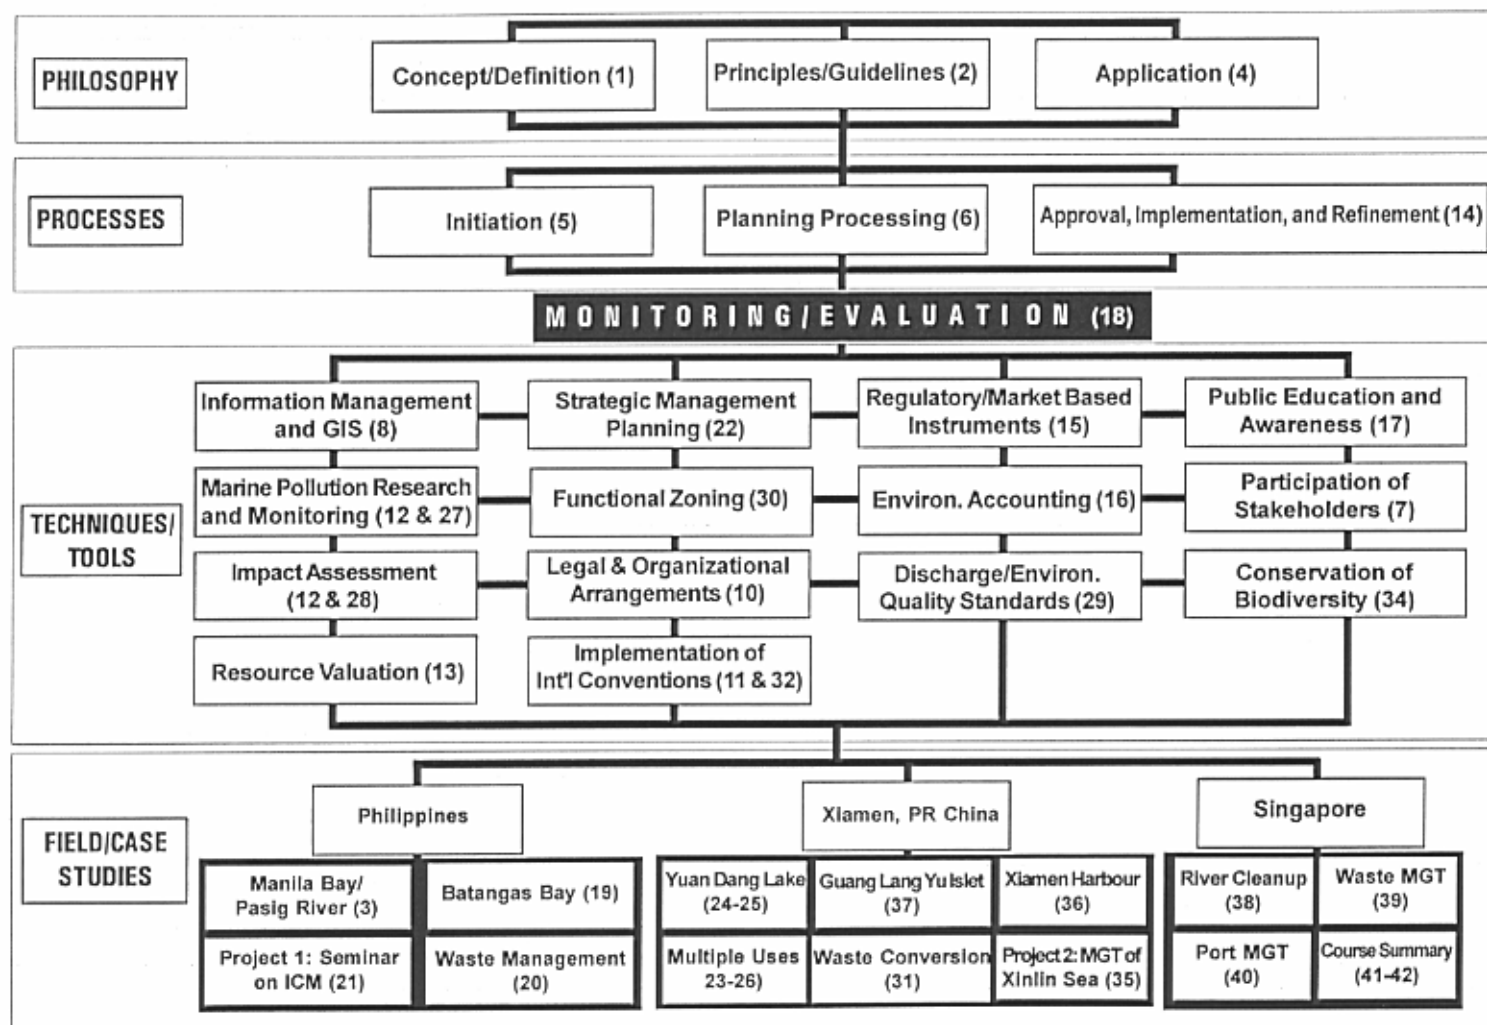 PHILOSOPHY
Concept/Definition (1)
Principles/Guidelines (2)
Application (4)
PROCESSES
Initiation (5)
Planning Processing (6)
Approval, Implementation, and Refinement (14)
MONITORING/EVALUATION (18)
TECHNIQUES/
TOOLS
Information Management
and GIS (8)
Strategic Management
Planning (22)
Regulatory/Market Based
Instruments (15)
Public Education and
Awareness (17)
Marine Pollution Research
and Monitoring (12 & 27)
Functional Zoning (30)
Environ. Accounting (16)
Participation of
Stakeholders (7)
Impact Assessment
(12 & 28)
Legal & Organizational
Arrangements (10)
Discharge/Environ.
Quality Standards (29)
Conservation of
Biodiversity (34)
Resource Valuation (13)
Implementation of
Int'l Conventions (11 & 32)
FIELD/CASE
STUDIES
Philippines
Manila Bay/
Pasig River (3)
Batangas Bay (19)
Project 1: Seminar
on ICM (21)
Waste Management
(20)
Xiamen, PR China
Yuan Dang Lake
(24-25)
Guang Lang Yu Islet
(37)
Xiamen Harbour
(36)
Multiple Uses
23-26)
Waste Conversion
(31)
Project 2: MGT of
Xinlin Sea (35)
Singapore
River Cleanup
(38)
Waste MGT
(39)
Port MGT
(40)
Course Summary
(41-42)